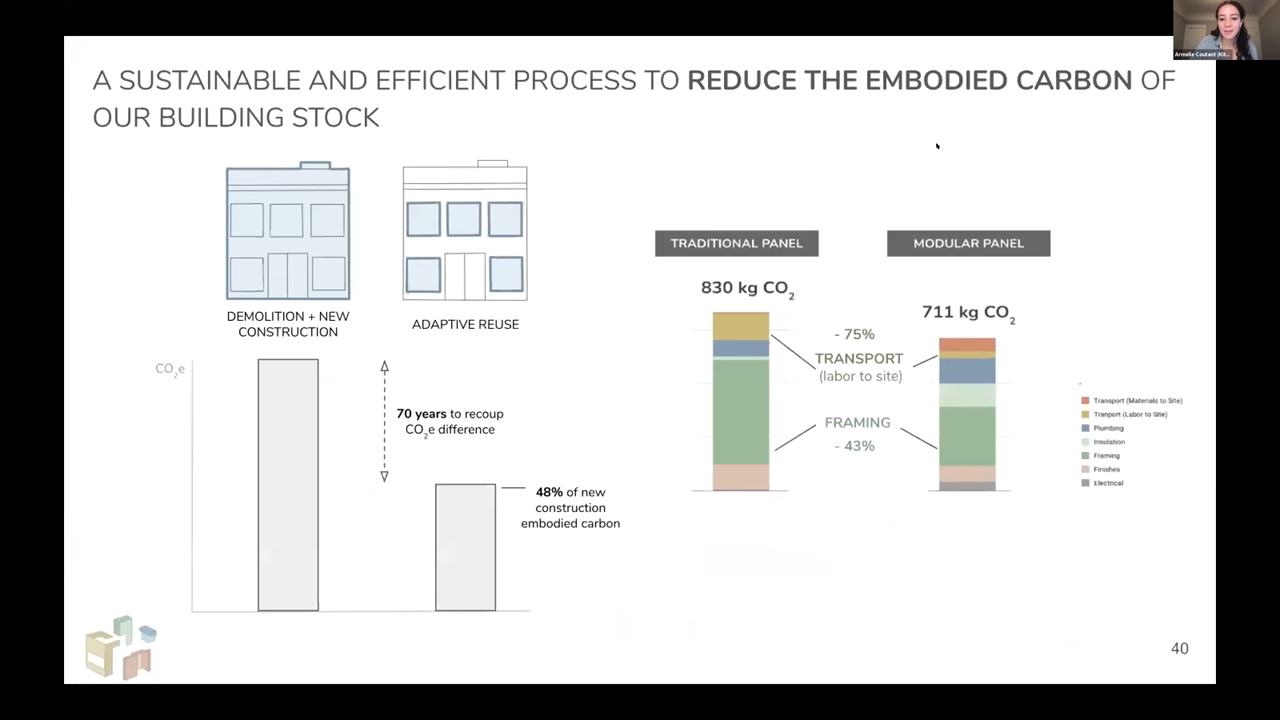 A SUSTAINABLE AND EFFICIENT PROCESS TO REDUCE THE EMBODIED CARBON OF
OUR BUILDING STOCK
Armelle Coutant (Kit...
DEMOLITION + NEW
CONSTRUCTION
ADAPTIVE REUSE
CO2e
70 years to recoup
CO2e difference
48% of new
construction
embodied carbon
TRADITIONAL PANEL
MODULAR PANEL
830 kg CO2
711 kg CO2
- 75%
TRANSPORT
(labor to site)
FRAMING
- 43%
Transport (Materials to Site)
Tranport (Labor to Site)
Plumbing
Insulation
Framing
Finishes
Electrical
40